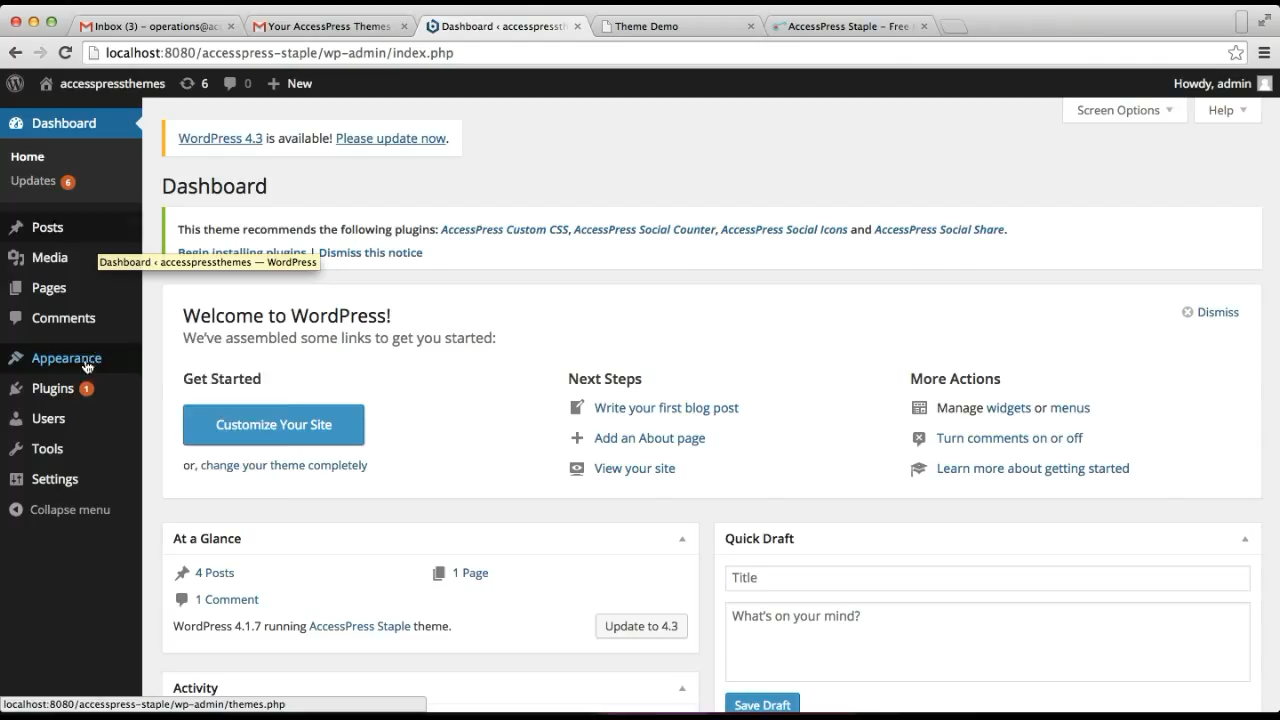 Inbox (3) - operations@ac
Your AccessPress Themes
Dashboard ‹ accesspressth
Theme Demo
AccessPress Staple – Free
localhost:8080/accesspress-staple/wp-admin/index.php
accesspressthemes
6
0
+ New
Howdy, admin
Dashboard
Home
Updates 6
Posts
Media
Pages
Comments
Appearance
Plugins 1
Users
Tools
Settings
Collapse menu
Screen Options
Help
WordPress 4.3 is available! Please update now.
Dashboard
This theme recommends the following plugins: AccessPress Custom CSS, AccessPress Social Counter, AccessPress Social Icons and AccessPress Social Share.
Begin installing plugins | Dismiss this notice
Dashboard ‹ accesspressthemes — WordPress
Welcome to WordPress!
Dismiss
We've assembled some links to get you started:
Get Started
Customize Your Site
or, change your theme completely
Next Steps
Write your first blog post
Add an About page
View your site
More Actions
Manage widgets or menus
Turn comments on or off
Learn more about getting started
At a Glance
4 Posts
1 Page
1 Comment
WordPress 4.1.7 running AccessPress Staple theme.
Update to 4.3
Activity
Quick Draft
Title
What's on your mind?
Save Draft
localhost:8080/accesspress-staple/wp-admin/themes.php